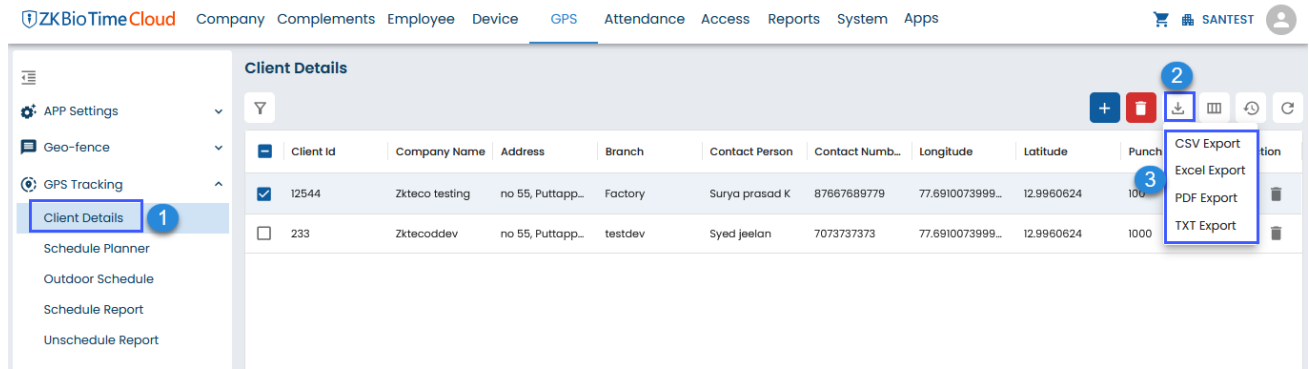 ZKBioTime Cloud Company Complements Employee Device GPS Attendance Access Reports System Apps SANTEST
Client Details
2
APP Settings
Geo-fence
GPS Tracking
Client Details 1
Schedule Planner
Outdoor Schedule
Schedule Report
Unschedule Report
Client Id Company Name Address Branch Contact Person Contact Numb... Longitude Latitude Punch tion
12544 Zkteco testing no 55, Puttapp... Factory Surya prasad K 87667689779 77.6910073999... 12.9960624 100
233 Zktecoddev no 55, Puttapp... testdev Syed jeelan 7073737373 77.6910073999... 12.9960624 1000
CSV Export
Excel Export
3
PDF Export
TXT Export